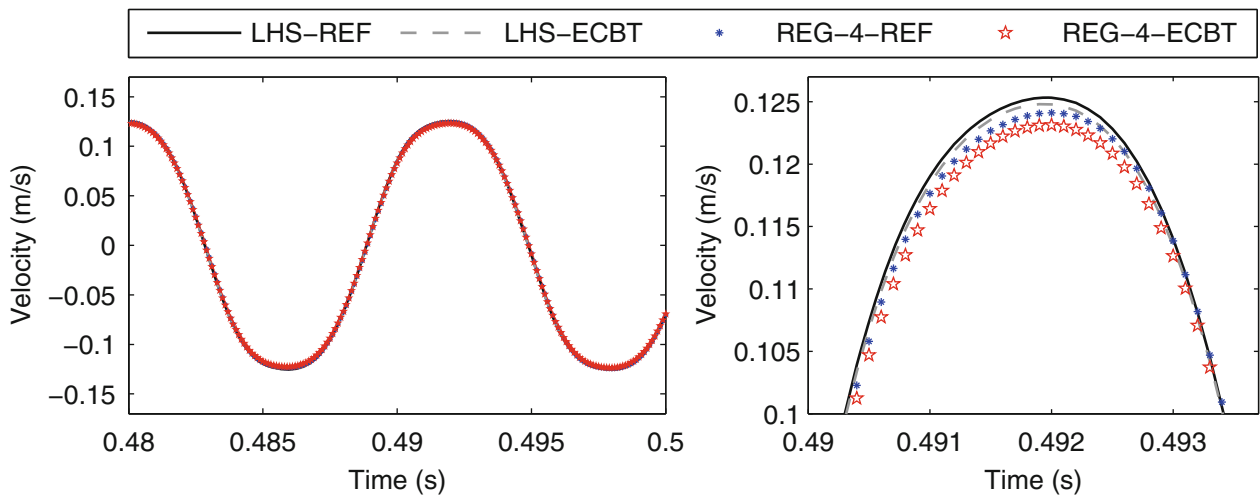 LHS−REF LHS−ECBT REG−4−REF REG−4−ECBT
0.15
0.1
0.05
0
−0.05
−0.1
−0.15
Velocity (m/s)
0.48 0.485 0.49 0.495 0.5
Time (s)
0.125
0.12
0.115
0.11
0.105
0.1
Velocity (m/s)
0.49 0.491 0.492 0.493
Time (s)